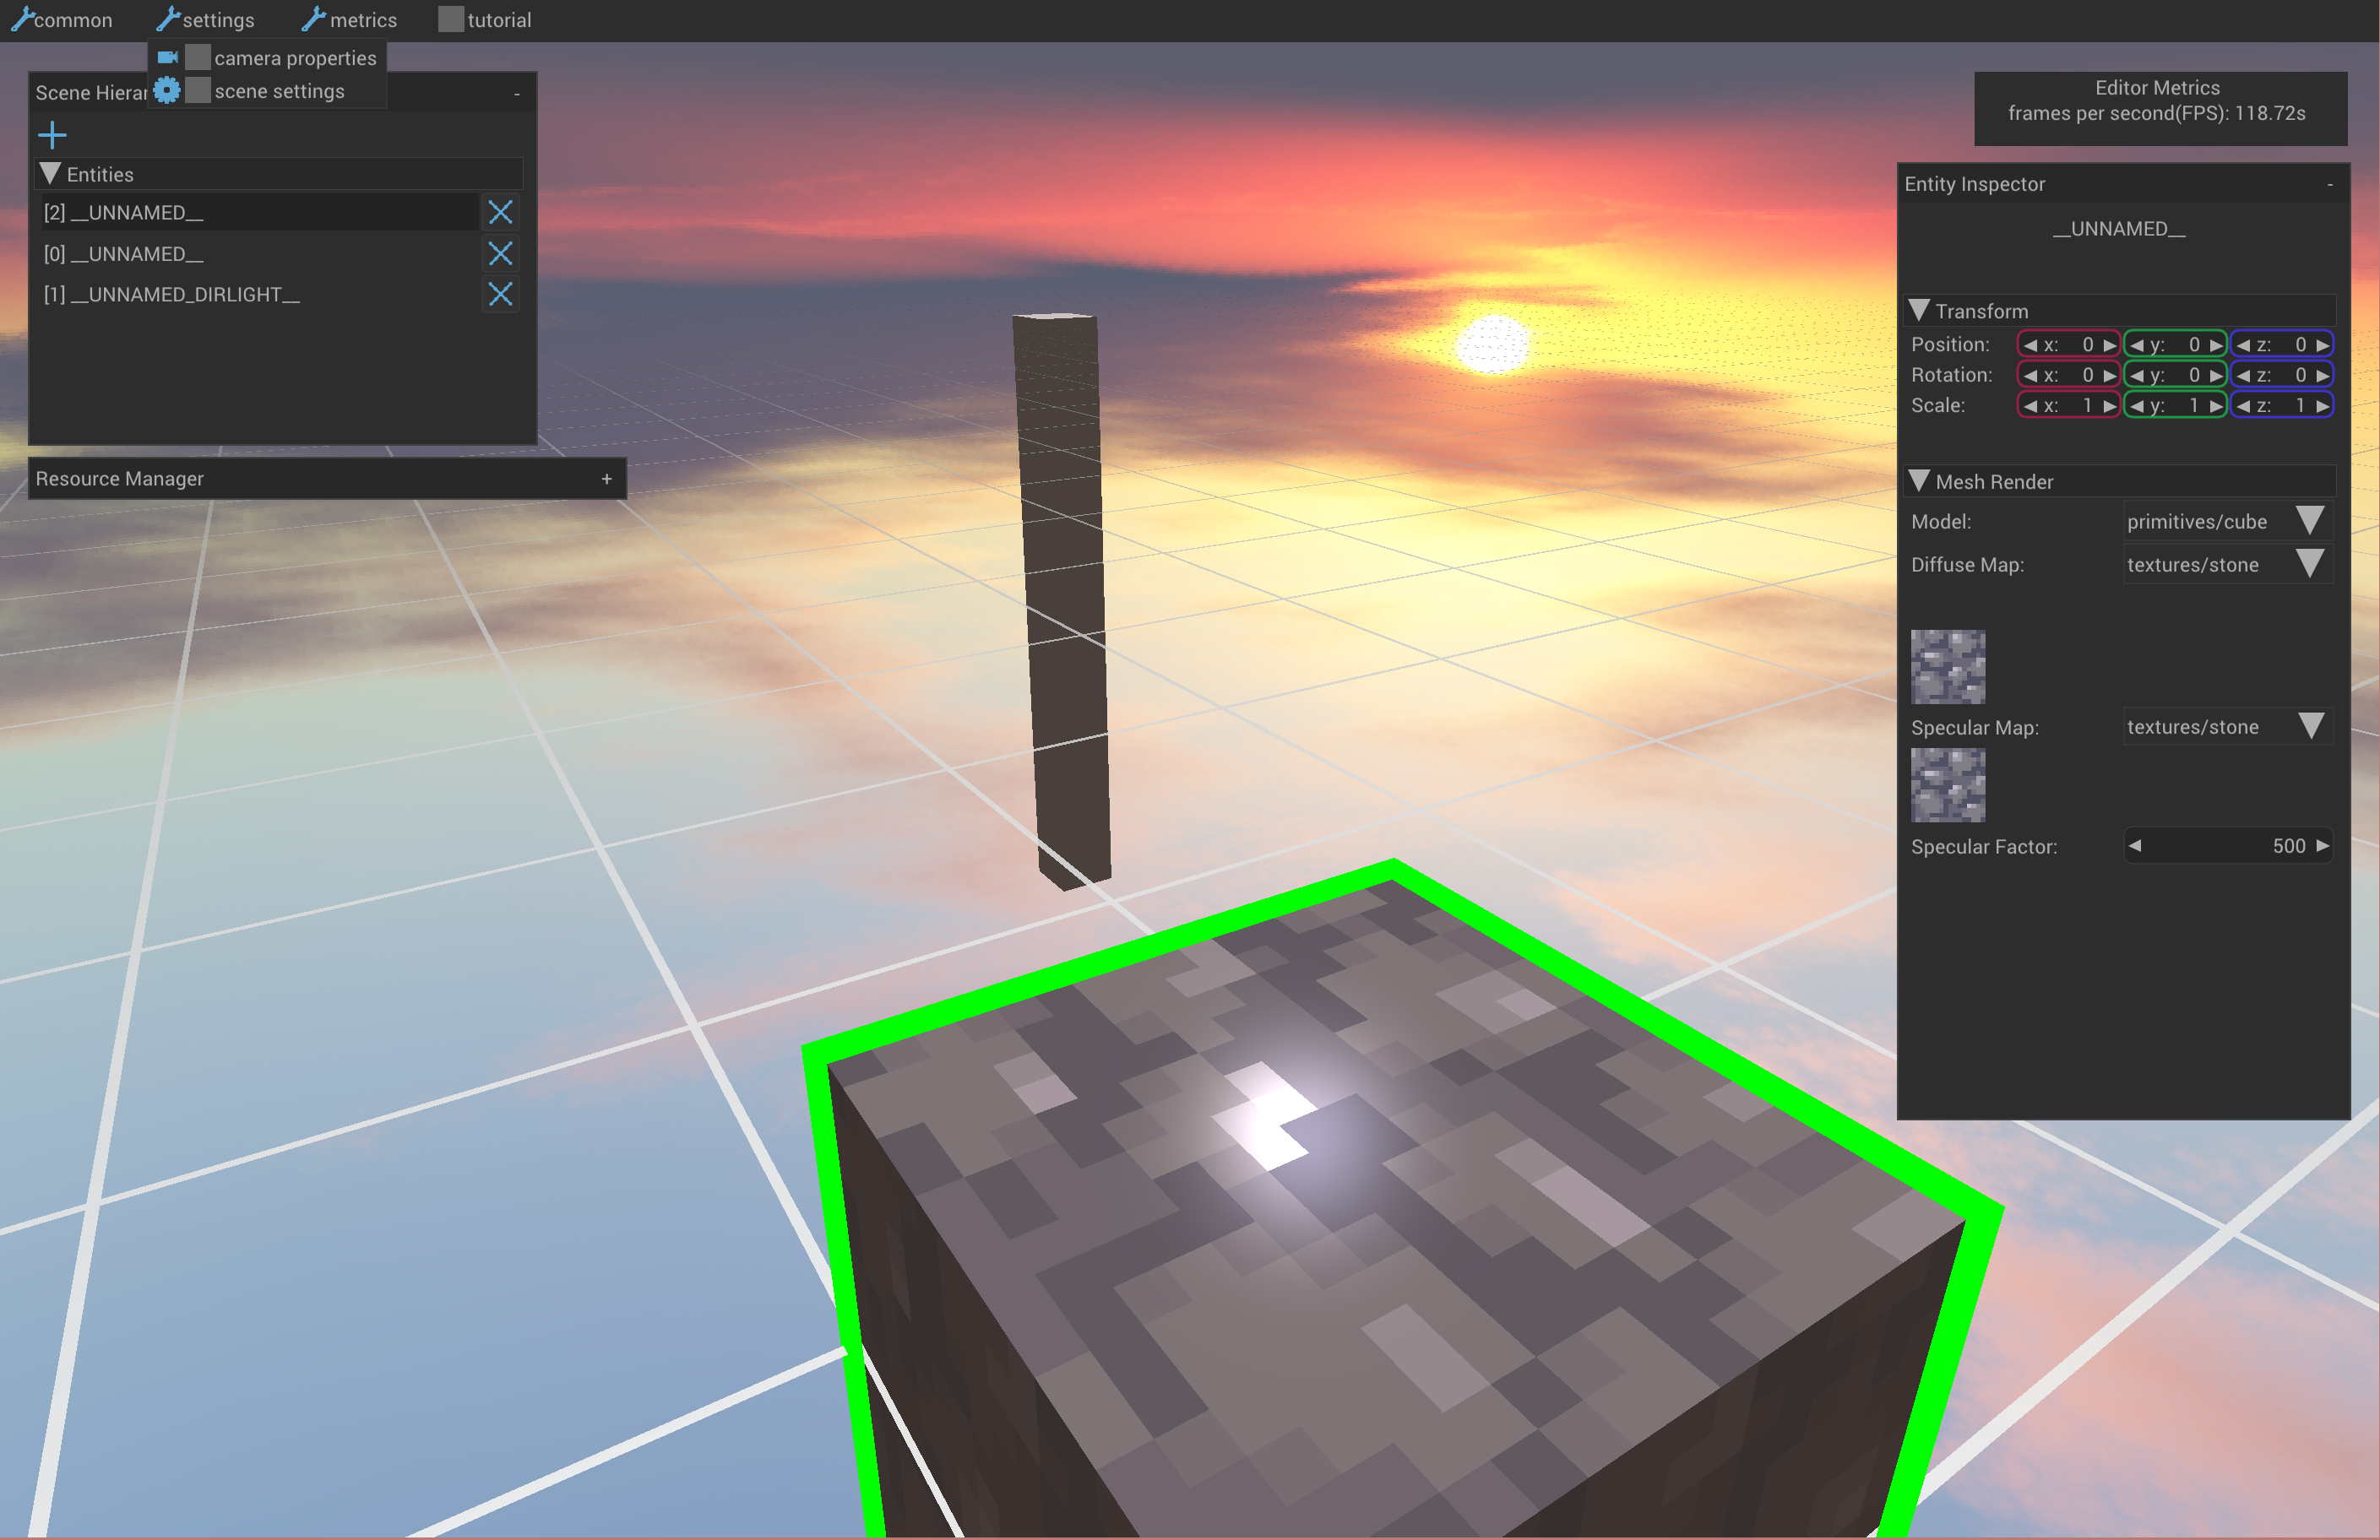 common settings metrics tutorial
camera properties
scene settings
Scene Hierar -
Entities
[2] __UNNAMED__
[0] __UNNAMED__
[1] __UNNAMED_DIRLIGHT__
Resource Manager +
Editor Metrics
frames per second(FPS): 118.72s
Entity Inspector -
__UNNAMED__
Transform
Position: x: 0 y: 0 z: 0
Rotation: x: 0 y: 0 z: 0
Scale: x: 1 y: 1 z: 1
Mesh Render
Model: primitives/cube
Diffuse Map: textures/stone
Specular Map: textures/stone
Specular Factor: 500